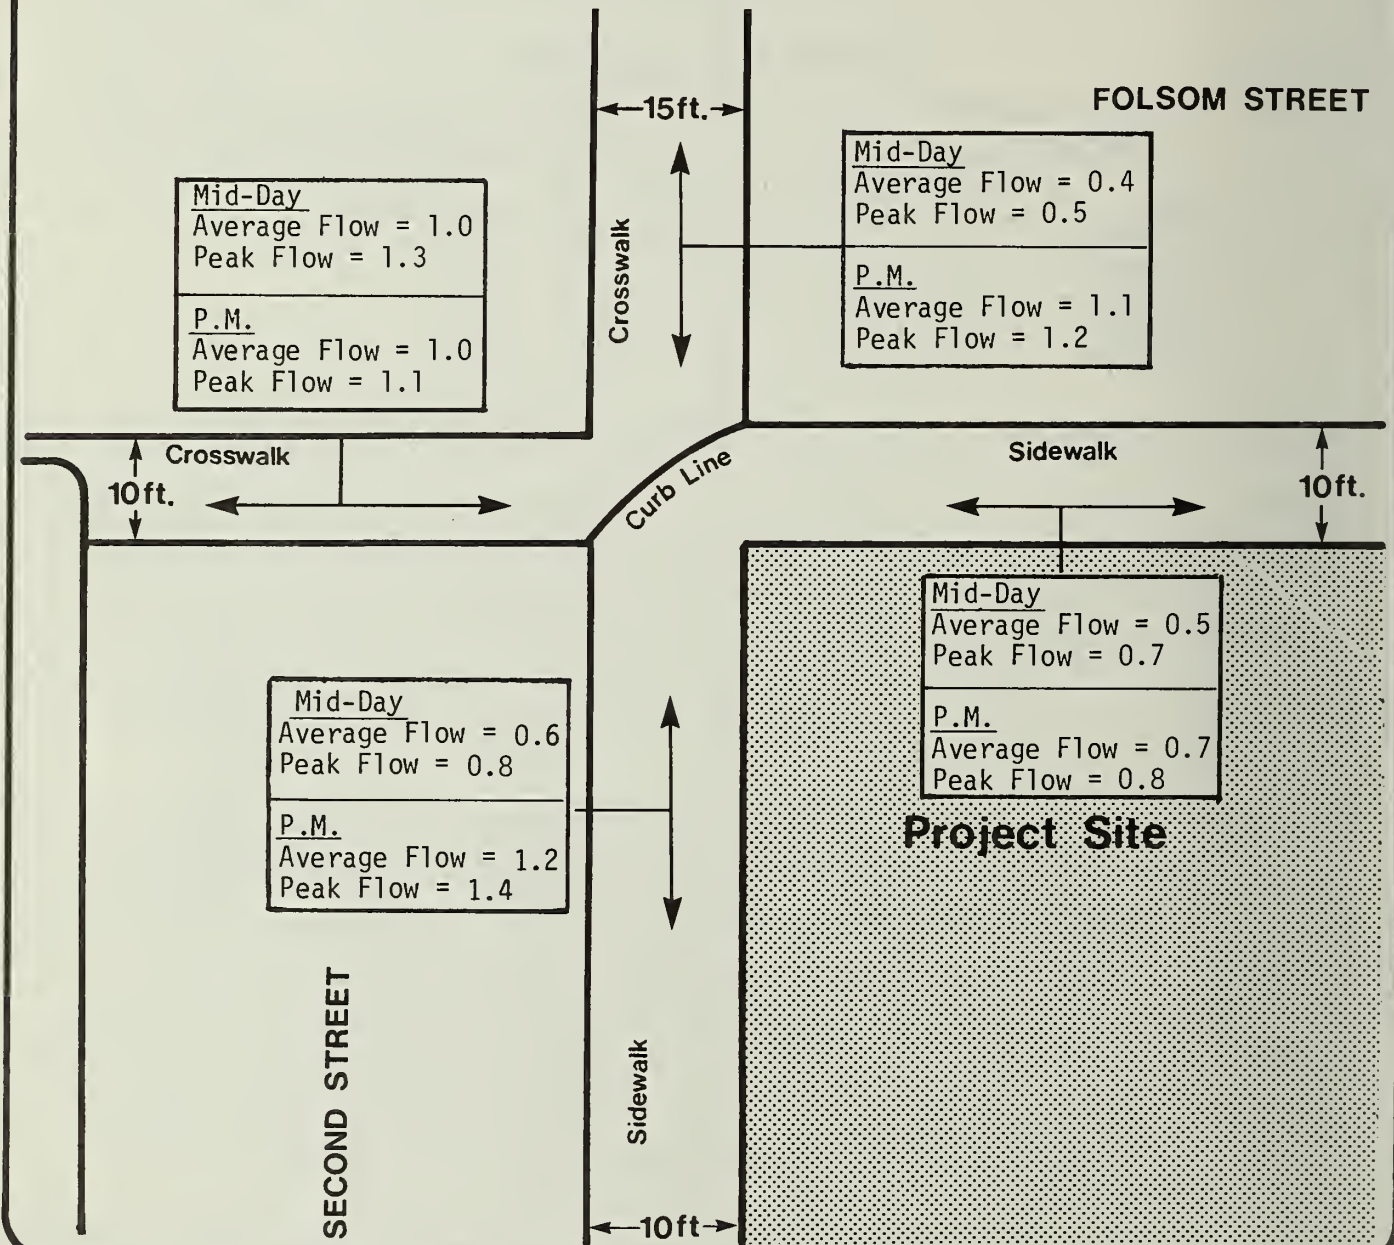 15ft.
FOLSOM STREET
Mid-Day
Average Flow = 0.4
Peak Flow = 0.5
P.M.
Average Flow = 1.1
Peak Flow = 1.2
Mid-Day
Average Flow = 1.0
Peak Flow = 1.3
P.M.
Average Flow = 1.0
Peak Flow = 1.1
Crosswalk
Crosswalk
10ft.
Curb Line
Sidewalk
10ft.
Mid-Day
Average Flow = 0.5
Peak Flow = 0.7
P.M.
Average Flow = 0.7
Peak Flow = 0.8
Project Site
Mid-Day
Average Flow = 0.6
Peak Flow = 0.8
P.M.
Average Flow = 1.2
Peak Flow = 1.4
SECOND STREET
Sidewalk
10ft